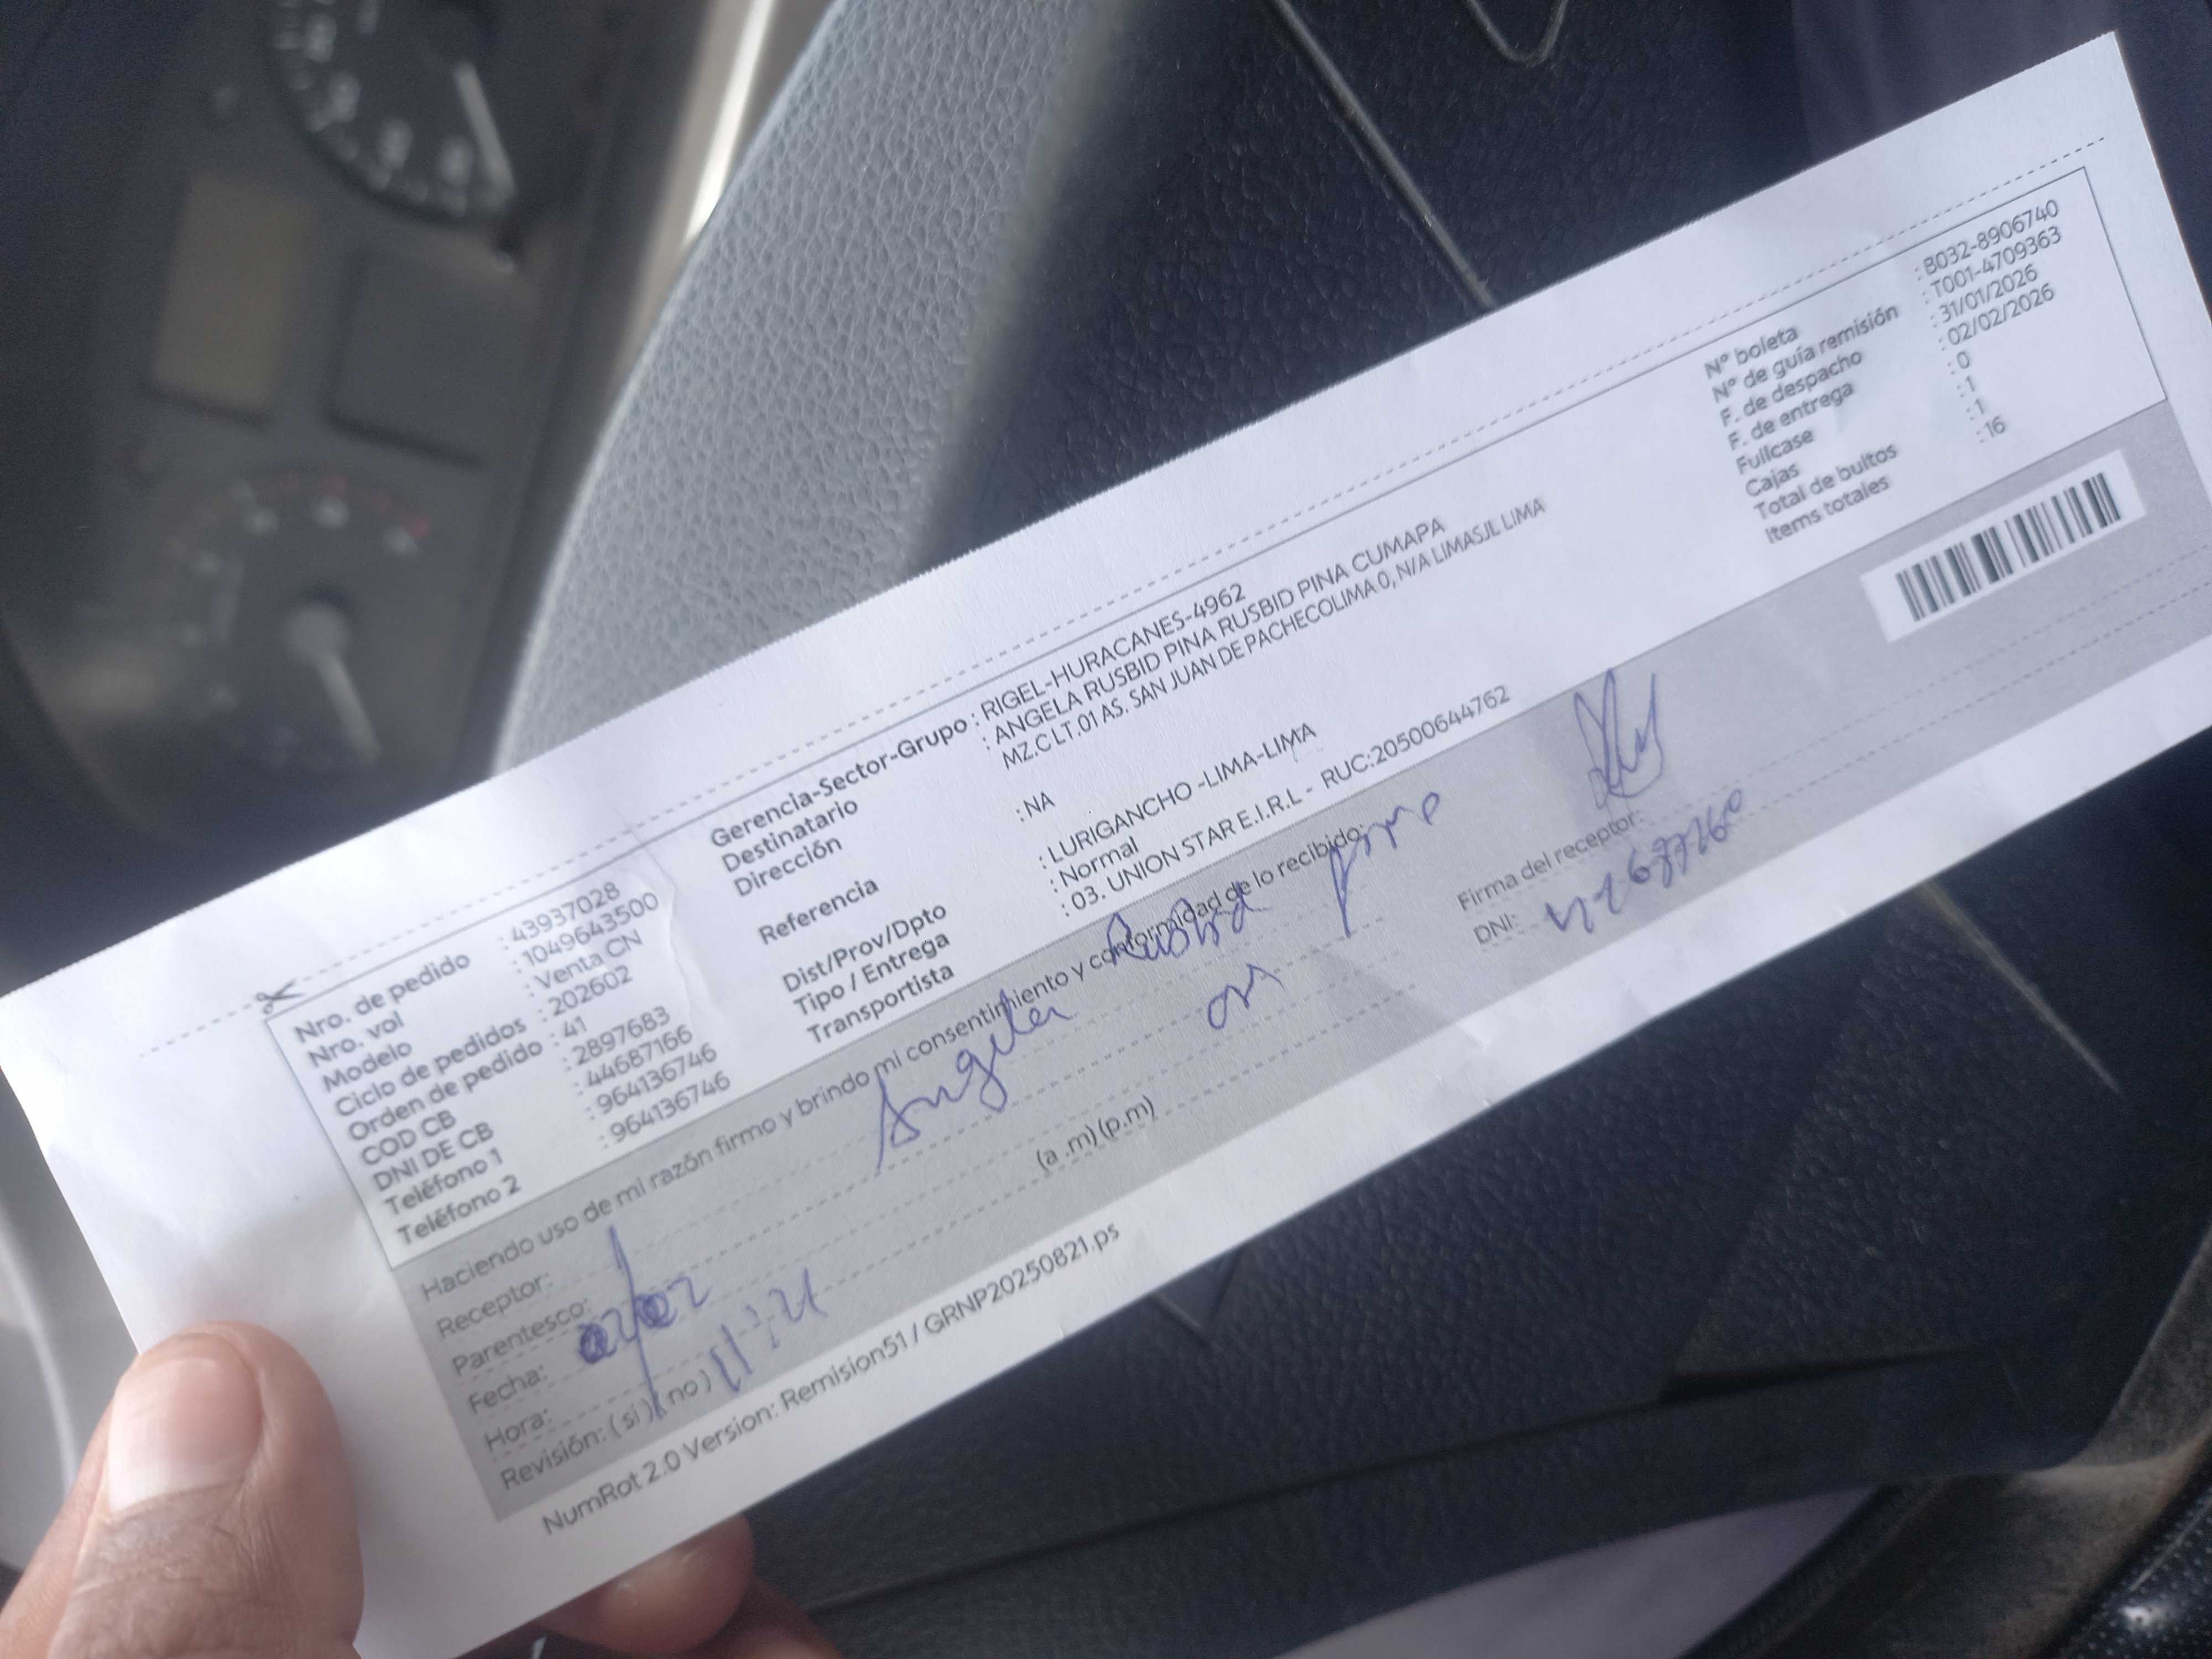 Nro. de pedido : 43937028
Nro. vol : 1049643500
Modelo : Venta CN
Ciclo de pedidos : 202602
Orden de pedido : 41
COD CB : 2897683
DNI DE CB : 44687166
Teléfono 1 : 964136746
Teléfono 2 : 964136746
Gerencia-Sector-Grupo : RIGEL-HURACANES-4962
Destinatario : ANGELA RUSBID PINA RUSBID PINA CUMAPA
Dirección MZ.C LT.01 AS. SAN JUAN DE PACHECOLIMA 0, N/A LIMASJL LIMA
Referencia : NA
Dist/Prov/Dpto : LURIGANCHO -LIMA-LIMA
Tipo / Entrega : Normal
Transportista : 03. UNION STAR E.I.R.L - RUC:20500644762
N° boleta : B032-8906740
N° de guía remisión : T001-4709363
F. de despacho : 31/01/2026
F. de entrega : 02/02/2026
Fullcase : 0
Cajas : 1
Total de bultos : 1
Items totales : 16
Haciendo uso de mi razón firmo y brindo mi consentimiento y conformidad de lo recibido:
Receptor: Angela Rusbid
Parentesco:
Fecha:
Hora: (a .m) (p.m)
Revisión: ( si ) ( no )
Firma del receptor:
DNI:
NumRot 2.0 Version: Remision51 / GRNP20250821.ps